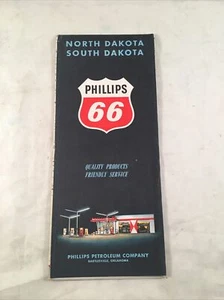 NORTH DAKOTA
SOUTH DAKOTA
PHILLIPS
66
QUALITY PRODUCTS
FRIENDLY SERVICE
PHILLIPS PETROLEUM COMPANY
BARTLESVILLE, OKLAHOMA